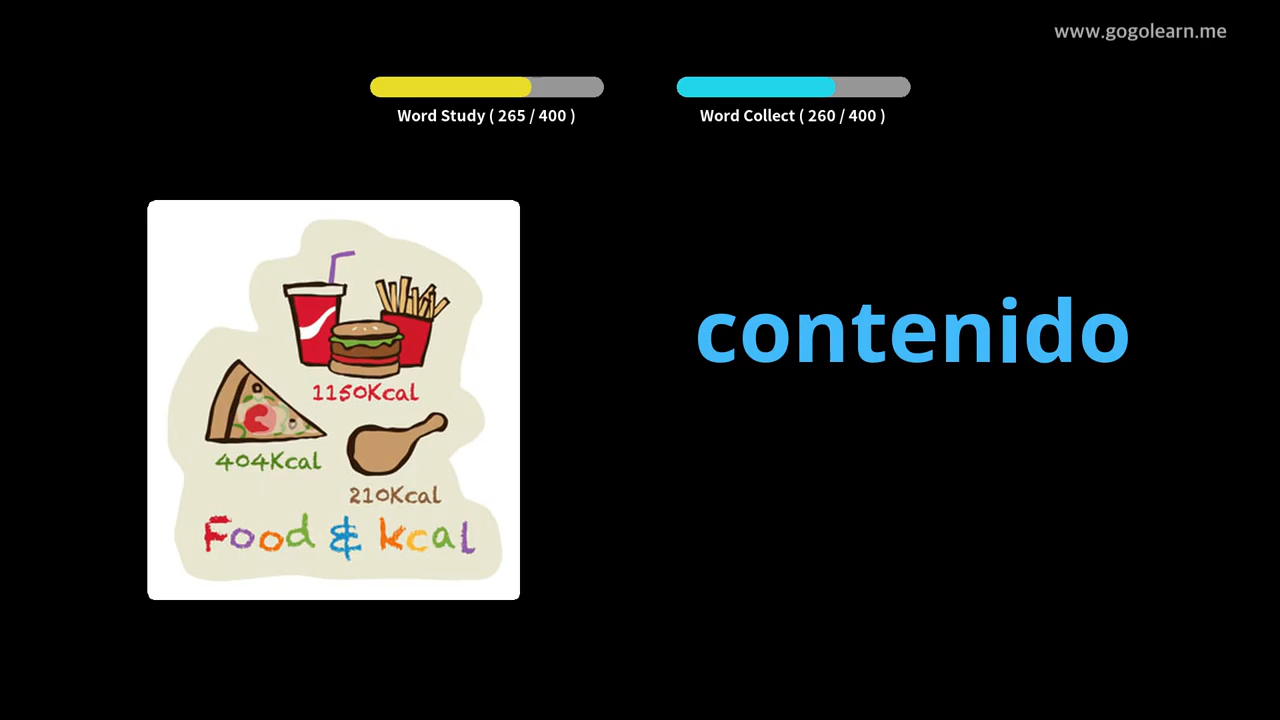 www.gogolearn.me
Word Study ( 265 / 400 )
Word Collect ( 260 / 400 )
contenido
1150Kcal
404Kcal
210Kcal
Food & kcal